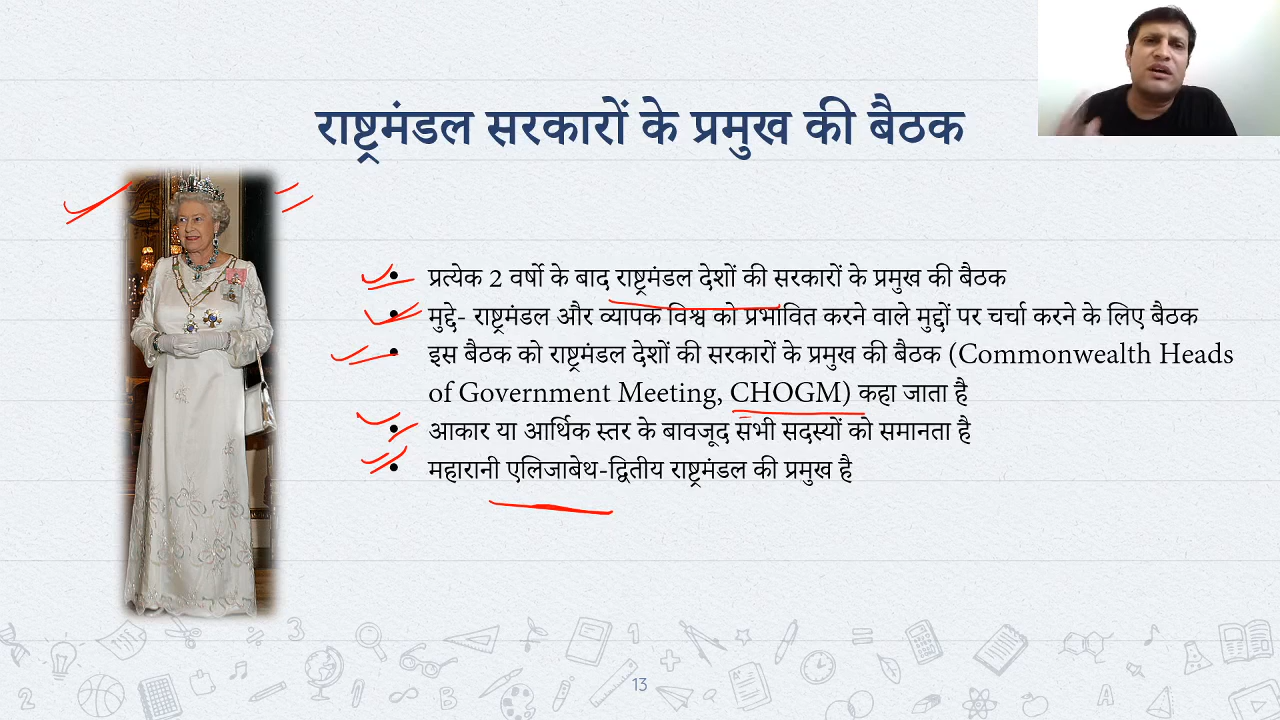 राष्ट्रमंडल सरकारों के प्रमुख की बैठक
• प्रत्येक 2 वर्षो के बाद राष्ट्रमंडल देशों की सरकारों के प्रमुख की बैठक
• मुद्दे- राष्ट्रमंडल और व्यापक विश्व को प्रभावित करने वाले मुद्दों पर चर्चा करने के लिए बैठक
• इस बैठक को राष्ट्रमंडल देशों की सरकारों के प्रमुख की बैठक (Commonwealth Heads
of Government Meeting, CHOGM) कहा जाता है
• आकार या आर्थिक स्तर के बावजूद सभी सदस्यों को समानता है
• महारानी एलिजाबेथ-द्वितीय राष्ट्रमंडल की प्रमुख है
13